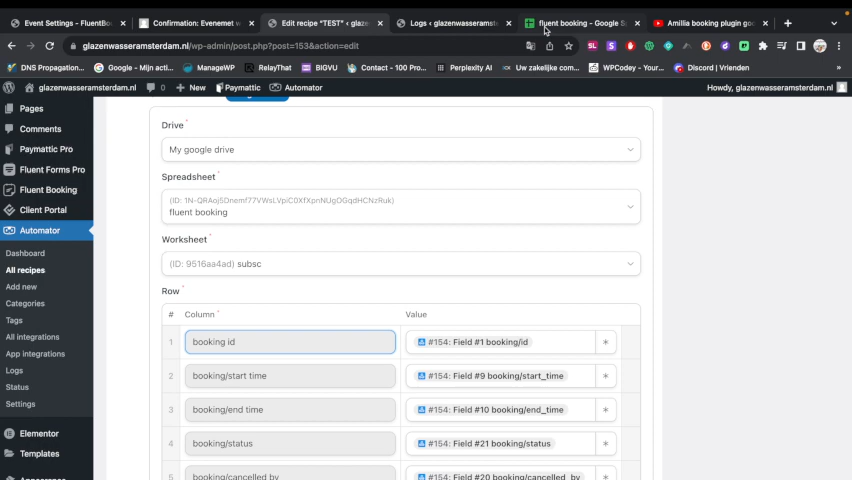 Event Settings - FluentBoo
Confirmation: Evenemet w
Edit recipe "TEST" < glaze
Logs < glazenwasseramste
fluent booking - Google S
Amillia booking plugin gor
glazenwasseramsterdam.nl/wp-admin/post.php?post=153&action=edit
DNS Propagation...
Google - Mijn acti...
ManageWP
RelayThat
BIGVU
Contact - 100 Pro...
Perplexity AI
Uw zakelijke com...
WPCodey - Your...
Discord | Vrienden
glazenwasseramsterdam.nl
New
Paymattic
Automator
Howdy, glazenwasseramsterdam.nl
Pages
Comments
Paymattic Pro
Fluent Forms Pro
Fluent Booking
Client Portal
Automator
Dashboard
All recipes
Add new
Categories
Tags
All integrations
App integrations
Logs
Status
Settings
Elementor
Templates
Drive *
My google drive
Spreadsheet *
(ID: 1N-QRAoj5Dnemf77VWsLVpiC0XfXpnNUgOGqdHCNzRuk)
fluent booking
Worksheet *
(ID: 9516aa4ad) subsc
Row *
# Column * Value
1 booking id #154: Field #1 booking/id *
2 booking/start time #154: Field #9 booking/start_time *
3 booking/end time #154: Field #10 booking/end_time *
4 booking/status #154: Field #21 booking/status *
5 booking/cancelled by #154: Field #20 booking/cancelled_by *